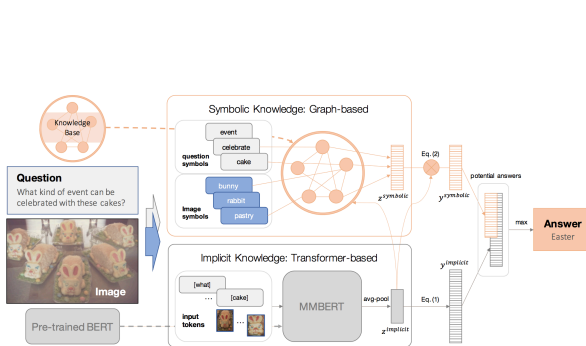 Symbolic Knowledge: Graph-based
Knowledge
Base
event
celebrate
cake
question
symbols
Eq. (2)
Question
What kind of event can be
celebrated with these cakes?
bunny
rabbit
pastry
Image
symbols
z^symbolic
y^symbolic
potential answers
max
Answer
Easter
Image
Implicit Knowledge: Transformer-based
[what]
...
[cake]
input
tokens
...
MMBERT
avg-pool
z^implicit
Eq. (1)
y^implicit
Pre-trained BERT